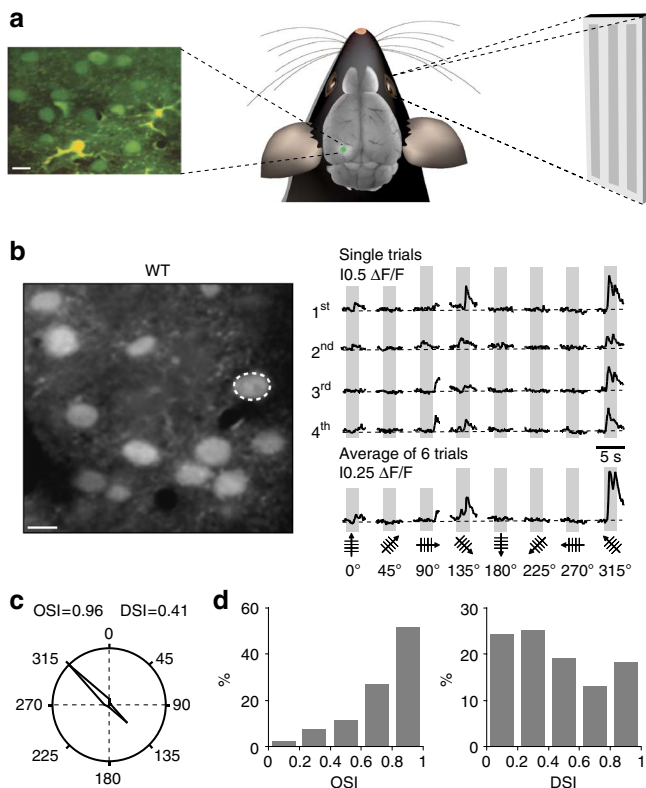 a
b
WT
Single trials
I0.5 ΔF/F
1st
2nd
3rd
4th
5 s
Average of 6 trials
I0.25 ΔF/F
0° 45° 90° 135° 180° 225° 270° 315°
c
OSI=0.96 DSI=0.41
0
45
90
135
180
225
270
315
d
60
40
20
0
%
0 0.2 0.4 0.6 0.8 1
OSI
30
20
10
0
%
0 0.2 0.4 0.6 0.8 1
DSI